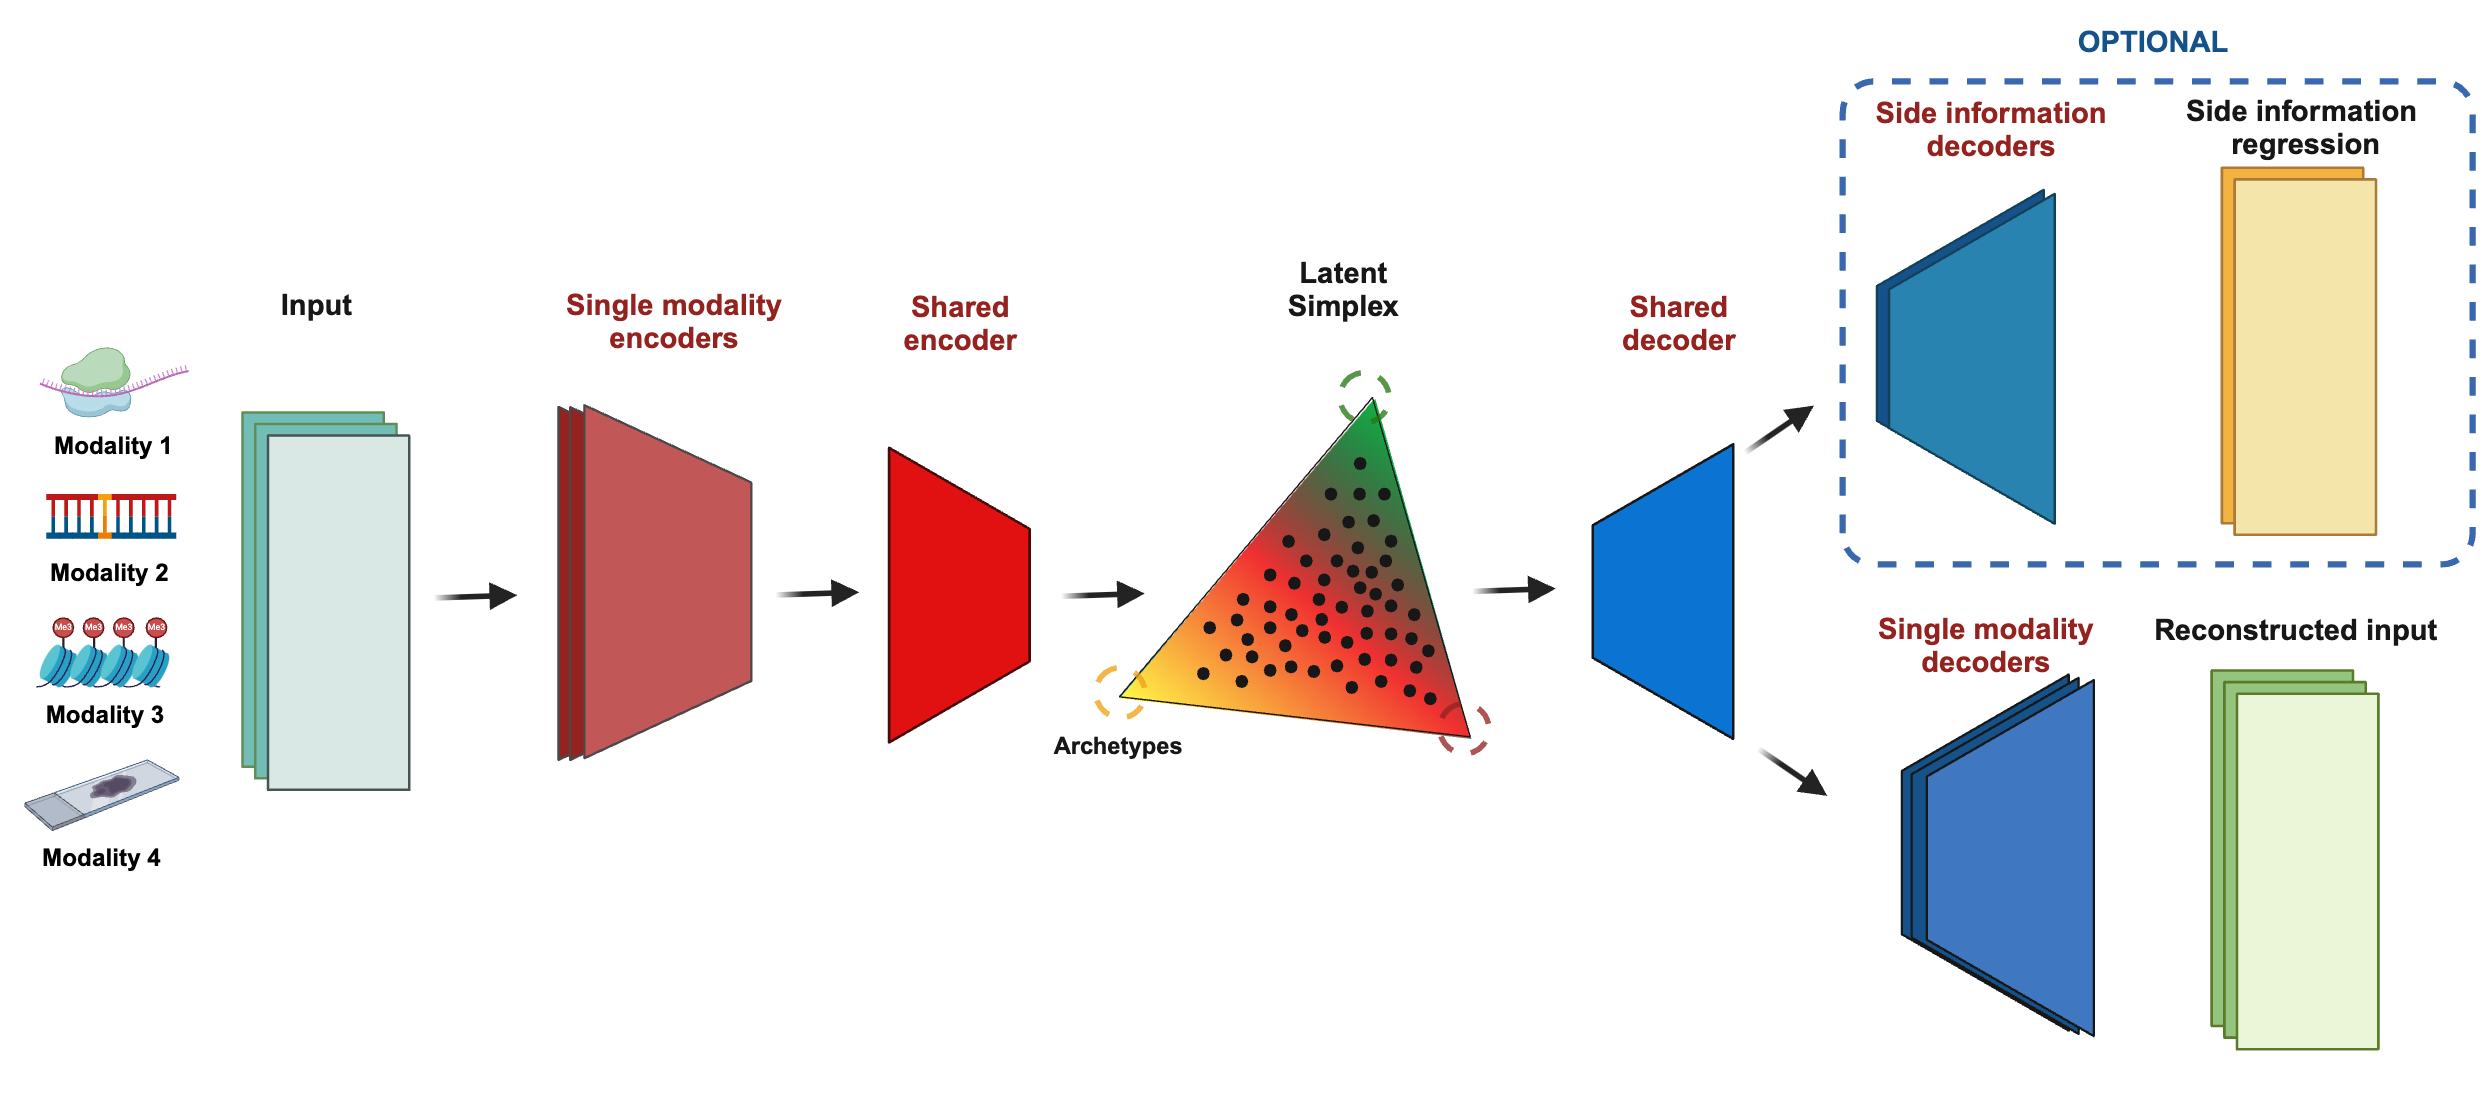 OPTIONAL
Side information
decoders
Side information
regression
Input
Single modality
encoders
Shared
encoder
Latent
Simplex
Shared
decoder
Modality 1
Modality 2
Me3 Me3 Me3 Me3
Modality 3
Modality 4
Archetypes
Single modality
decoders
Reconstructed input